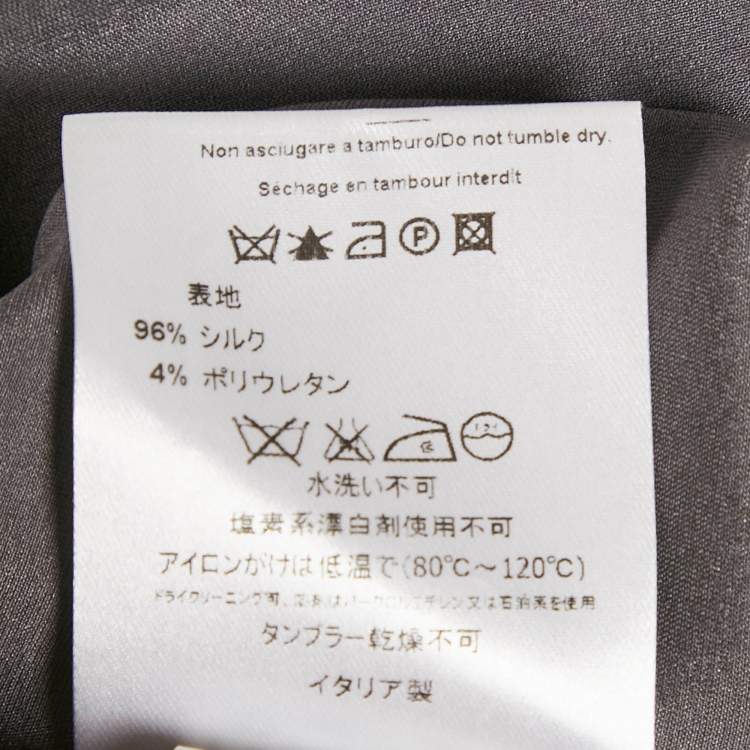 Non asciugare a tamburo/Do not tumble dry.
Séchage en tambour interdit
P
表地
96% シルク
4% ポリウレタン
低 ドライ
水洗い不可
塩素系漂白剤使用不可
アイロンがけは低温で(80℃～120℃)
ドライクリーニング可、溶剤はパークロルエチレン又は石油系を使用
タンブラー乾燥不可
イタリア製